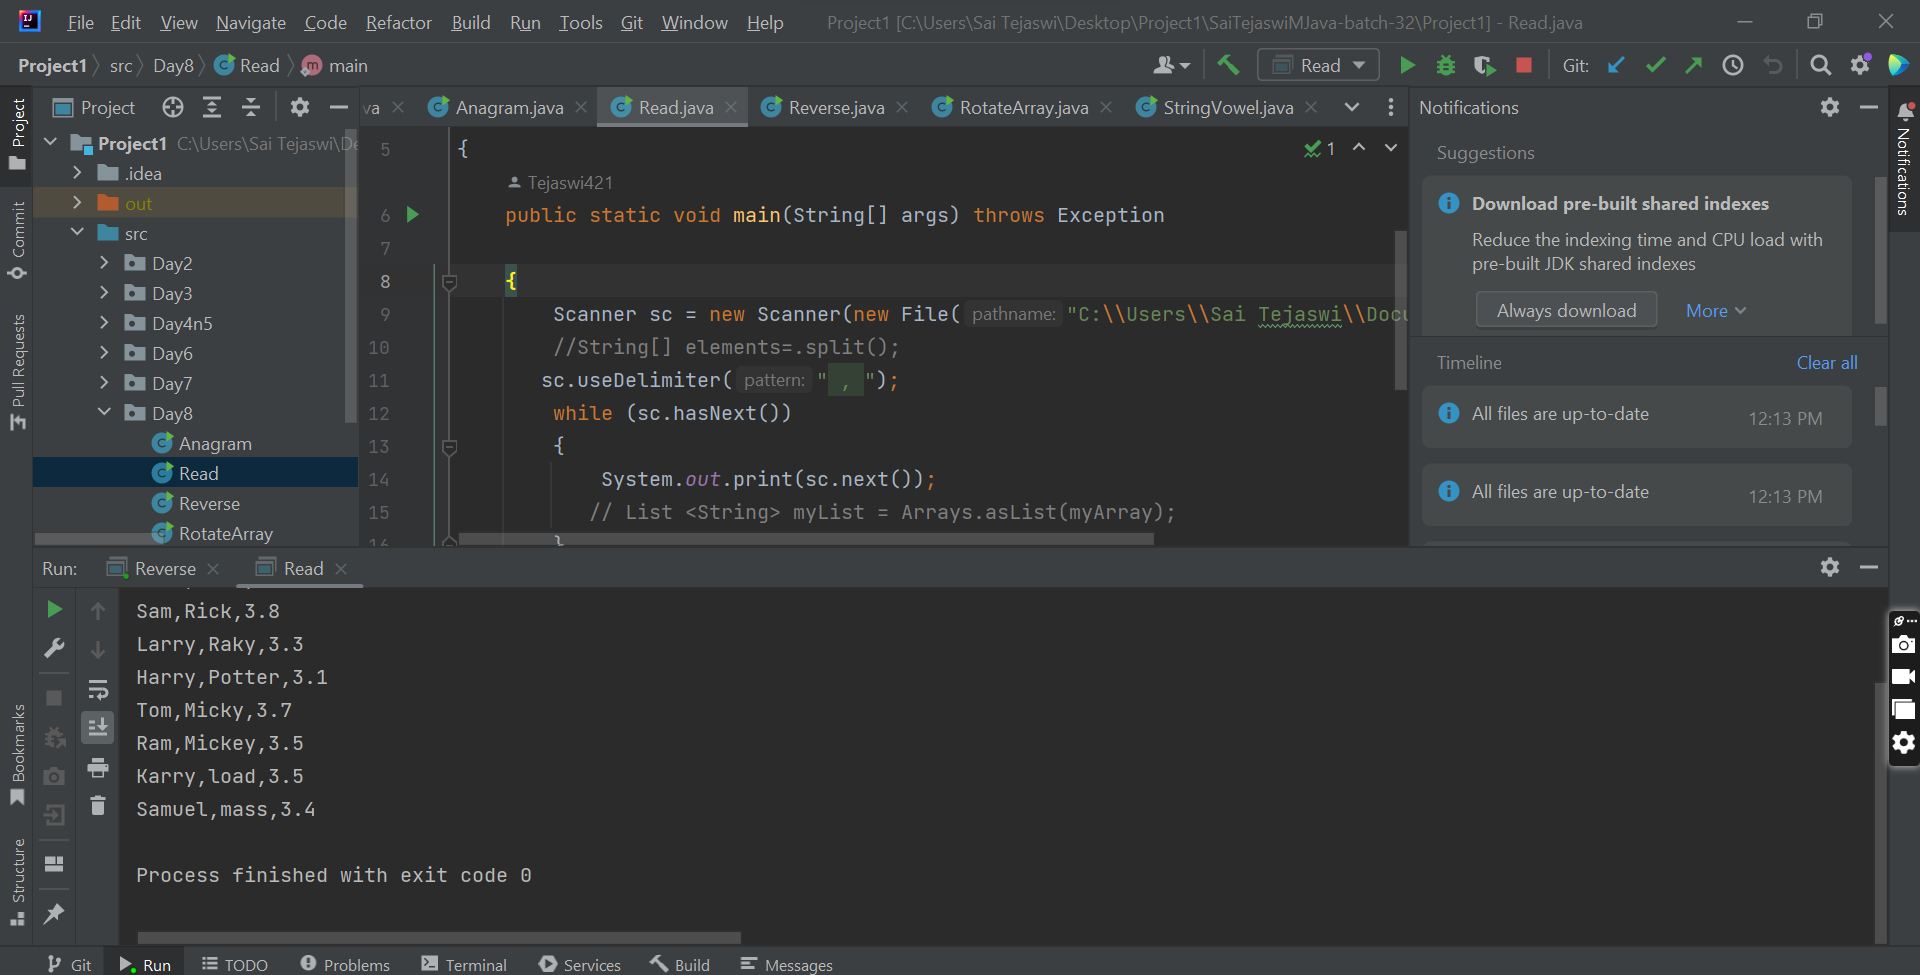 File Edit View Navigate Code Refactor Build Run Tools Git Window Help Project1 [C:\Users\Sai Tejaswi\Desktop\Project1\SaiTejaswiMJava-batch-32\Project1] - Read.java
Project1 src Day8 Read main
Read
Git:
Project
va
Anagram.java
Read.java
Reverse.java
RotateArray.java
StringVowel.java
Notifications
Project
Commit
Pull Requests
Bookmarks
Structure
Notifications
Project1 C:\Users\Sai Tejaswi\De
.idea
out
src
Day2
Day3
Day4n5
Day6
Day7
Day8
Anagram
Read
Reverse
RotateArray
5 {
1
Tejaswi421
6 public static void main(String[] args) throws Exception
7
8 {
9 Scanner sc = new Scanner(new File( pathname: "C:\\Users\\Sai Tejaswi\\Docu
10 //String[] elements=.split();
11 sc.useDelimiter( pattern: " , ");
12 while (sc.hasNext())
13 {
14 System.out.print(sc.next());
15 // List <String> myList = Arrays.asList(myArray);
16 }
Suggestions
Download pre-built shared indexes
Reduce the indexing time and CPU load with
pre-built JDK shared indexes
Always download More
Timeline Clear all
All files are up-to-date 12:13 PM
All files are up-to-date 12:13 PM
Run: Reverse Read
Sam,Rick,3.8
Larry,Raky,3.3
Harry,Potter,3.1
Tom,Micky,3.7
Ram,Mickey,3.5
Karry,load,3.5
Samuel,mass,3.4
Process finished with exit code 0
Git Run TODO Problems Terminal Services Build Messages